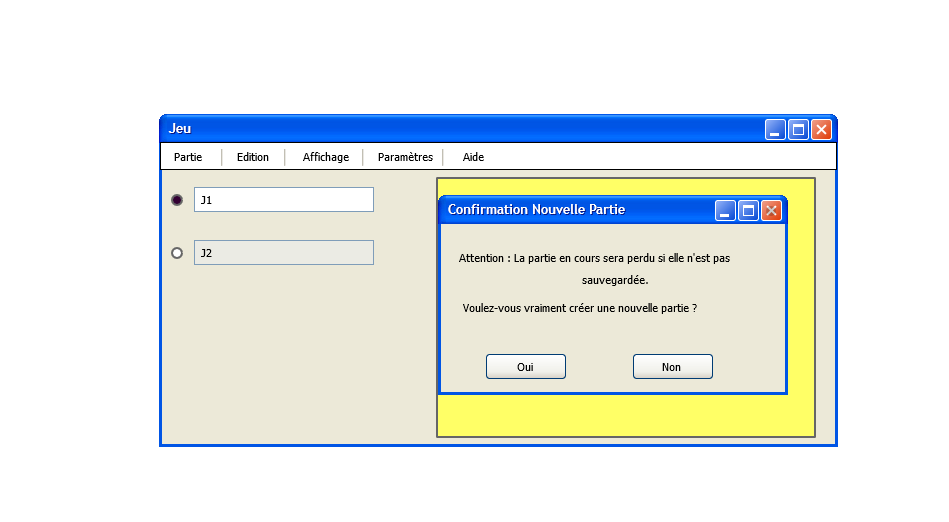 Jeu
Partie Edition Affichage Paramètres Aide
J1
J2
Confirmation Nouvelle Partie
Attention : La partie en cours sera perdu si elle n'est pas
sauvegardée.
Voulez-vous vraiment créer une nouvelle partie ?
Oui Non